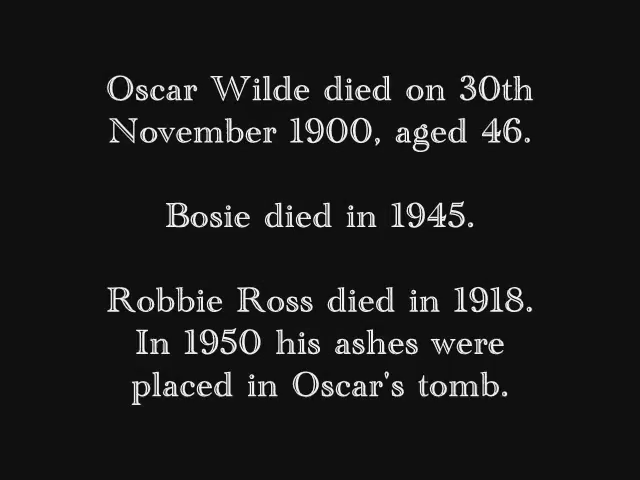 Oscar Wilde died on 30th
November 1900, aged 46.
Bosie died in 1945.
Robbie Ross died in 1918.
In 1950 his ashes were
placed in Oscar's tomb.